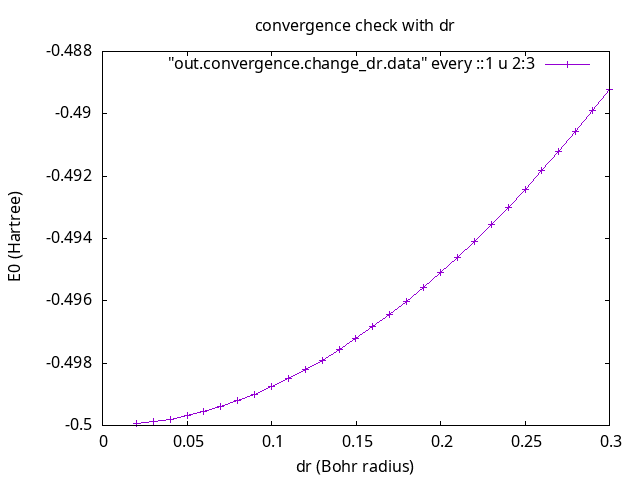 convergence check with dr
"out.convergence.change_dr.data" every ::1 u 2:3
E0 (Hartree)
-0.488
-0.49
-0.492
-0.494
-0.496
-0.498
-0.5
0 0.05 0.1 0.15 0.2 0.25 0.3
dr (Bohr radius)